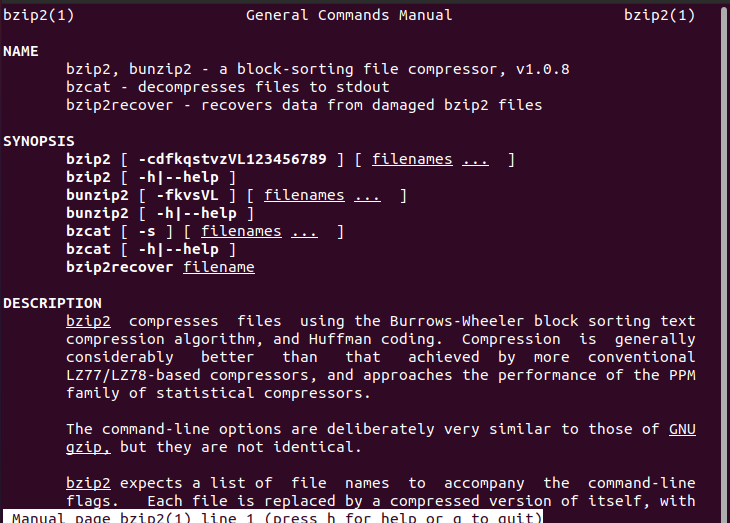 bzip2(1) General Commands Manual bzip2(1)
NAME
bzip2, bunzip2 - a block-sorting file compressor, v1.0.8
bzcat - decompresses files to stdout
bzip2recover - recovers data from damaged bzip2 files
SYNOPSIS
bzip2 [ -cdfkqstvzVL123456789 ] [ filenames ... ]
bzip2 [ -h|--help ]
bunzip2 [ -fkvsVL ] [ filenames ... ]
bunzip2 [ -h|--help ]
bzcat [ -s ] [ filenames ... ]
bzcat [ -h|--help ]
bzip2recover filename
DESCRIPTION
bzip2 compresses files using the Burrows-Wheeler block sorting text
compression algorithm, and Huffman coding. Compression is generally
considerably better than that achieved by more conventional
LZ77/LZ78-based compressors, and approaches the performance of the PPM
family of statistical compressors.
The command-line options are deliberately very similar to those of GNU
gzip, but they are not identical.
bzip2 expects a list of file names to accompany the command-line
flags. Each file is replaced by a compressed version of itself, with
Manual page bzip2(1) line 1 (press h for help or q to quit)